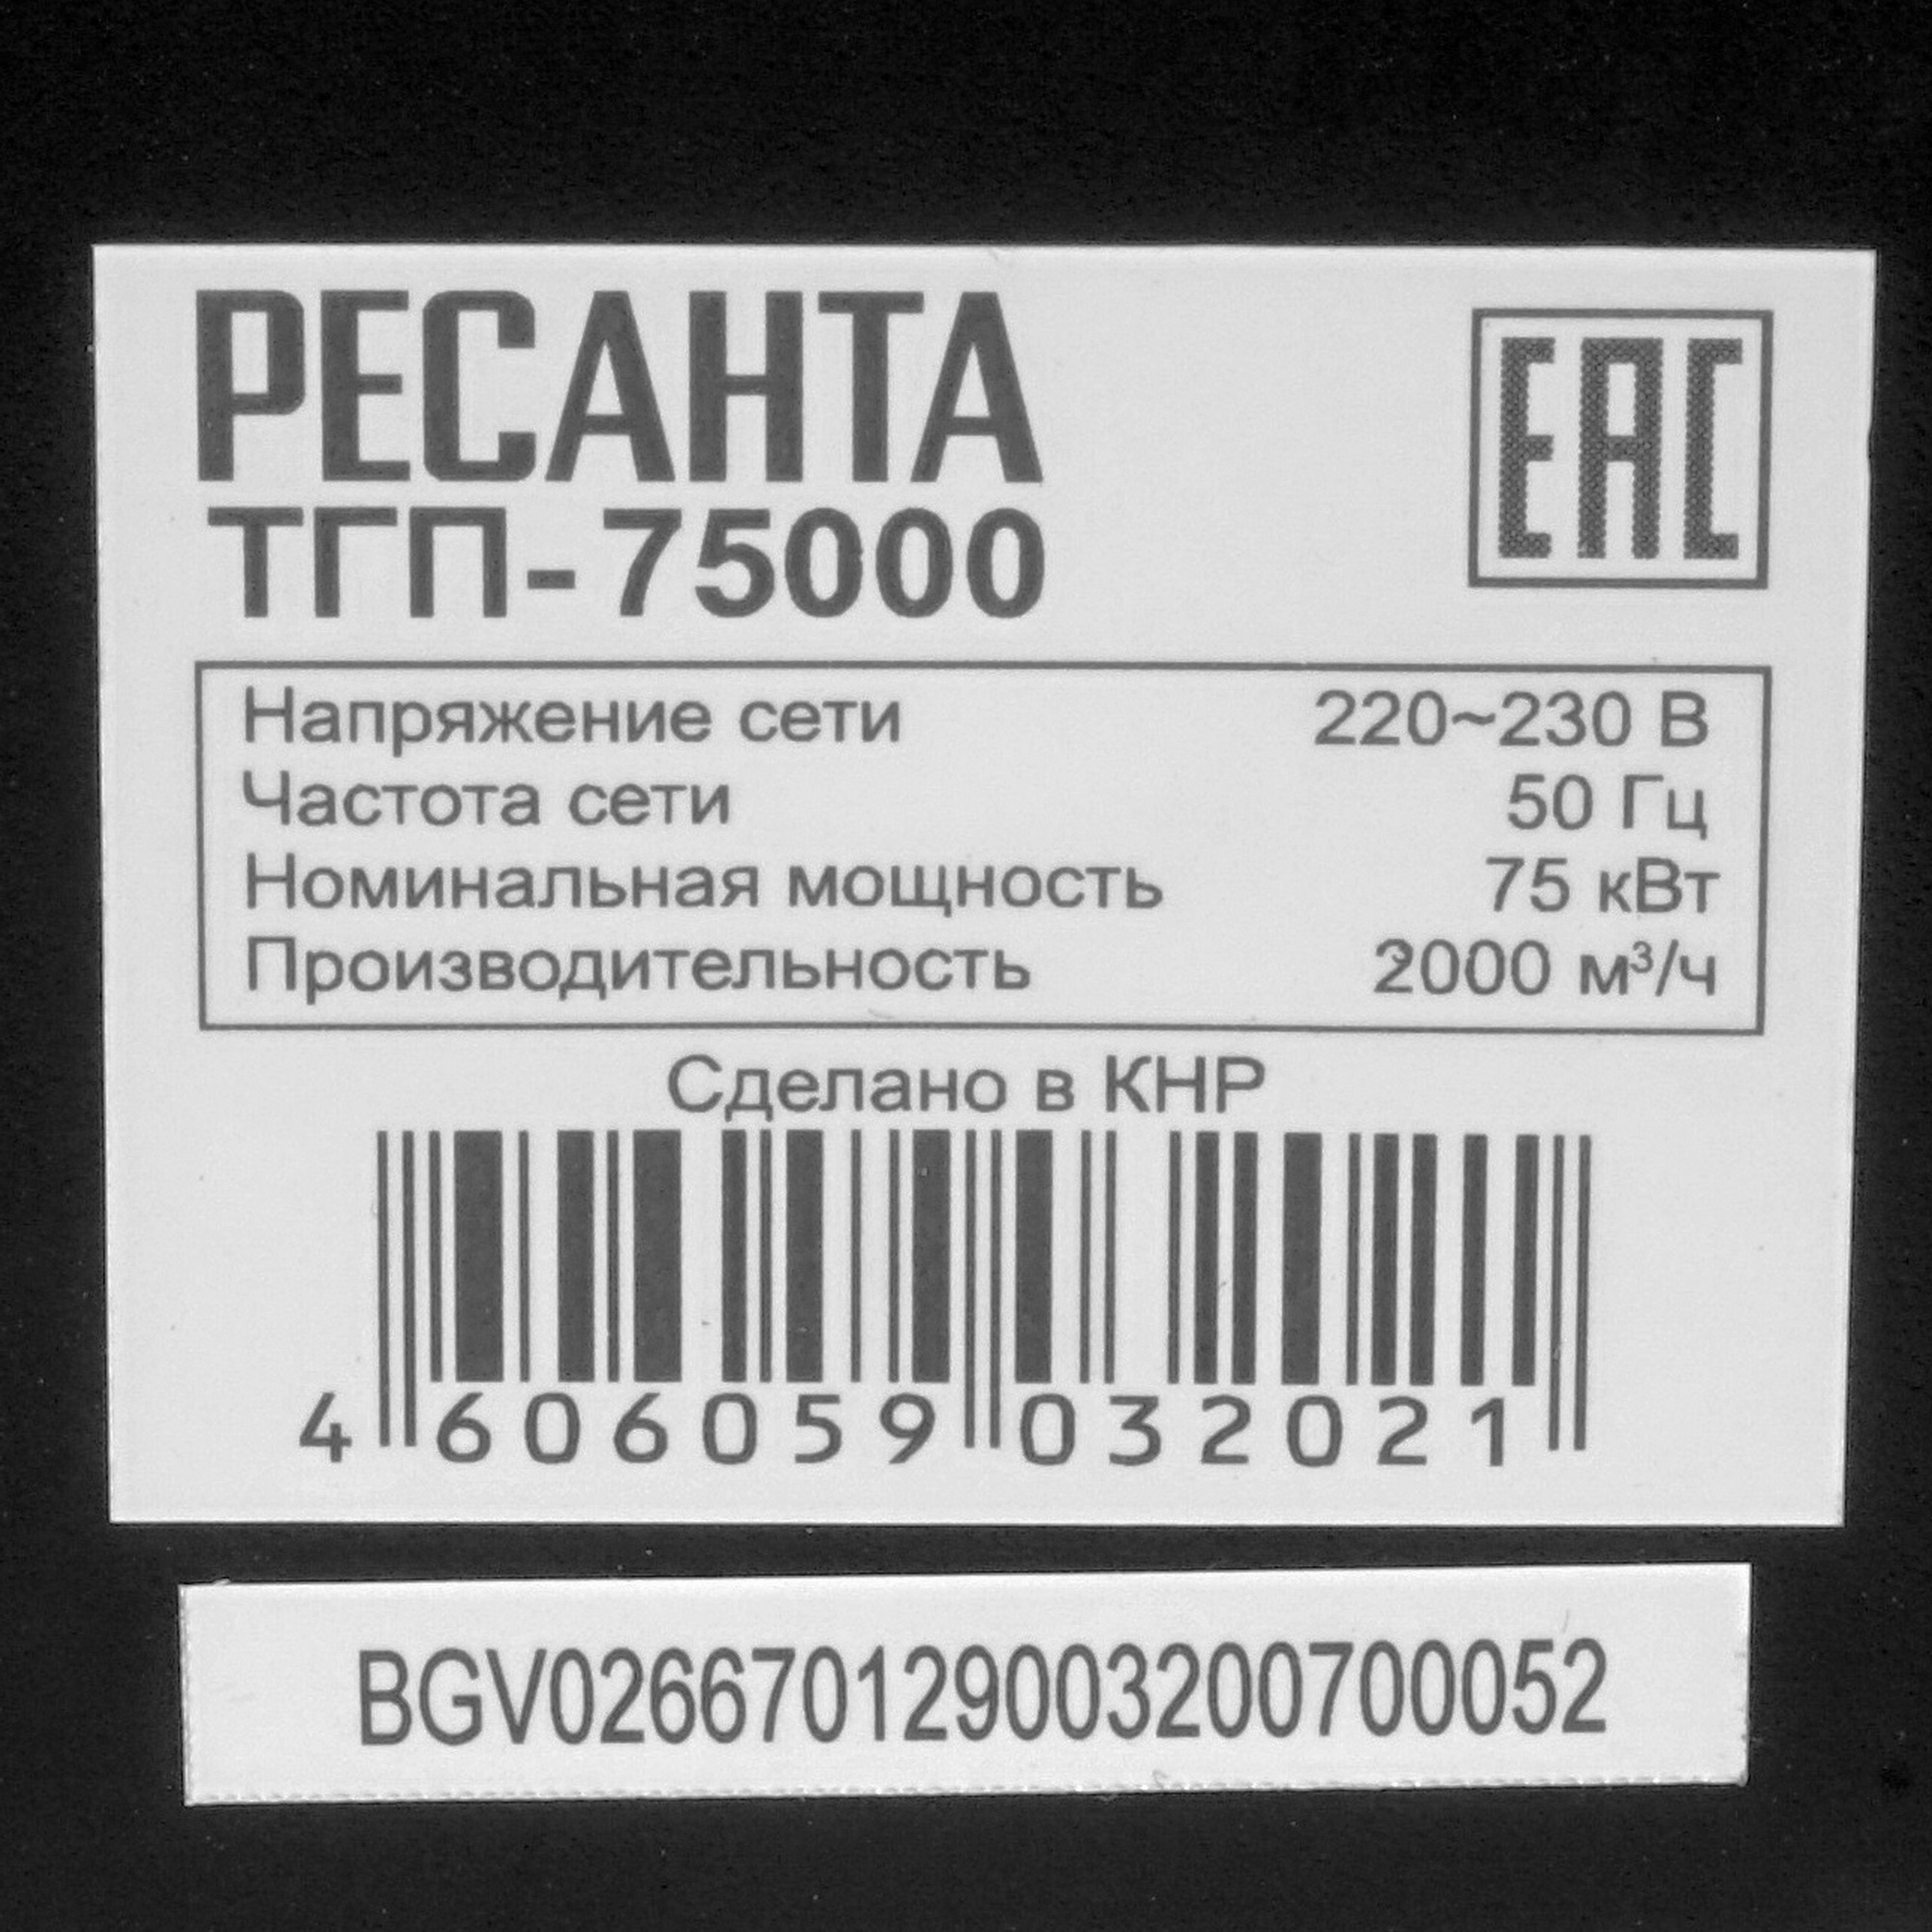 РЕСАНТА
ТГП-75000
EAC
Напряжение сети 220~230 В
Частота сети 50 Гц
Номинальная мощность 75 кВт
Производительность 2000 м³/ч
Сделано в КНР
4 606059 032021
BGV02667012900320070052